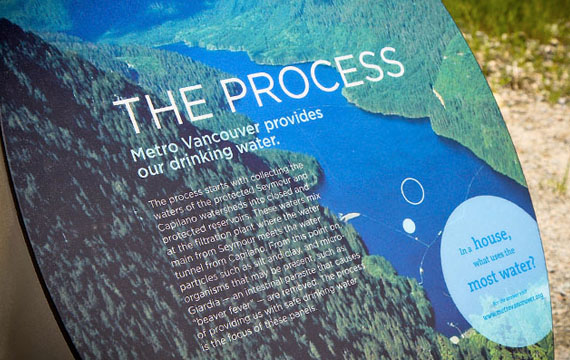 THE PROCESS
Metro Vancouver provides
our drinking water.
The process starts with collecting the
waters of the protected Seymour and
Capilano watersheds into closed and
protected reservoirs. These waters mix
at the filtration plant, where the water
main from Seymour meets the water
tunnel from Capilano. From this point on,
particles such as silt and clay, and micro-
organisms that may be present, such as
Giardia — an intestinal parasite that causes
"beaver fever" — are removed. The process
of providing us with safe drinking water
is the focus of these panels.
In a house,
what uses the
most water?
www.metrovancouver.org